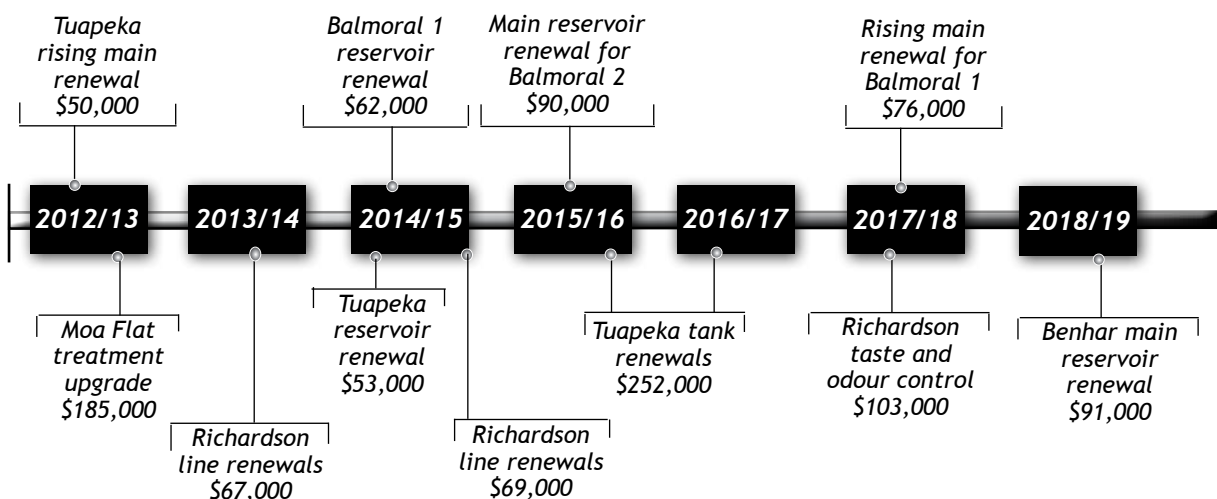 Tuapeka
rising main
renewal
$50,000
Balmoral 1
reservoir
renewal
$62,000
Main reservoir
renewal for
Balmoral 2
$90,000
Rising main
renewal for
Balmoral 1
$76,000
2012/13
2013/14
2014/15
2015/16
2016/17
2017/18
2018/19
Moa Flat
treatment
upgrade
$185,000
Richardson
line renewals
$67,000
Tuapeka
reservoir
renewal
$53,000
Richardson
line renewals
$69,000
Tuapeka tank
renewals
$252,000
Richardson
taste and
odour control
$103,000
Benhar main
reservoir
renewal
$91,000